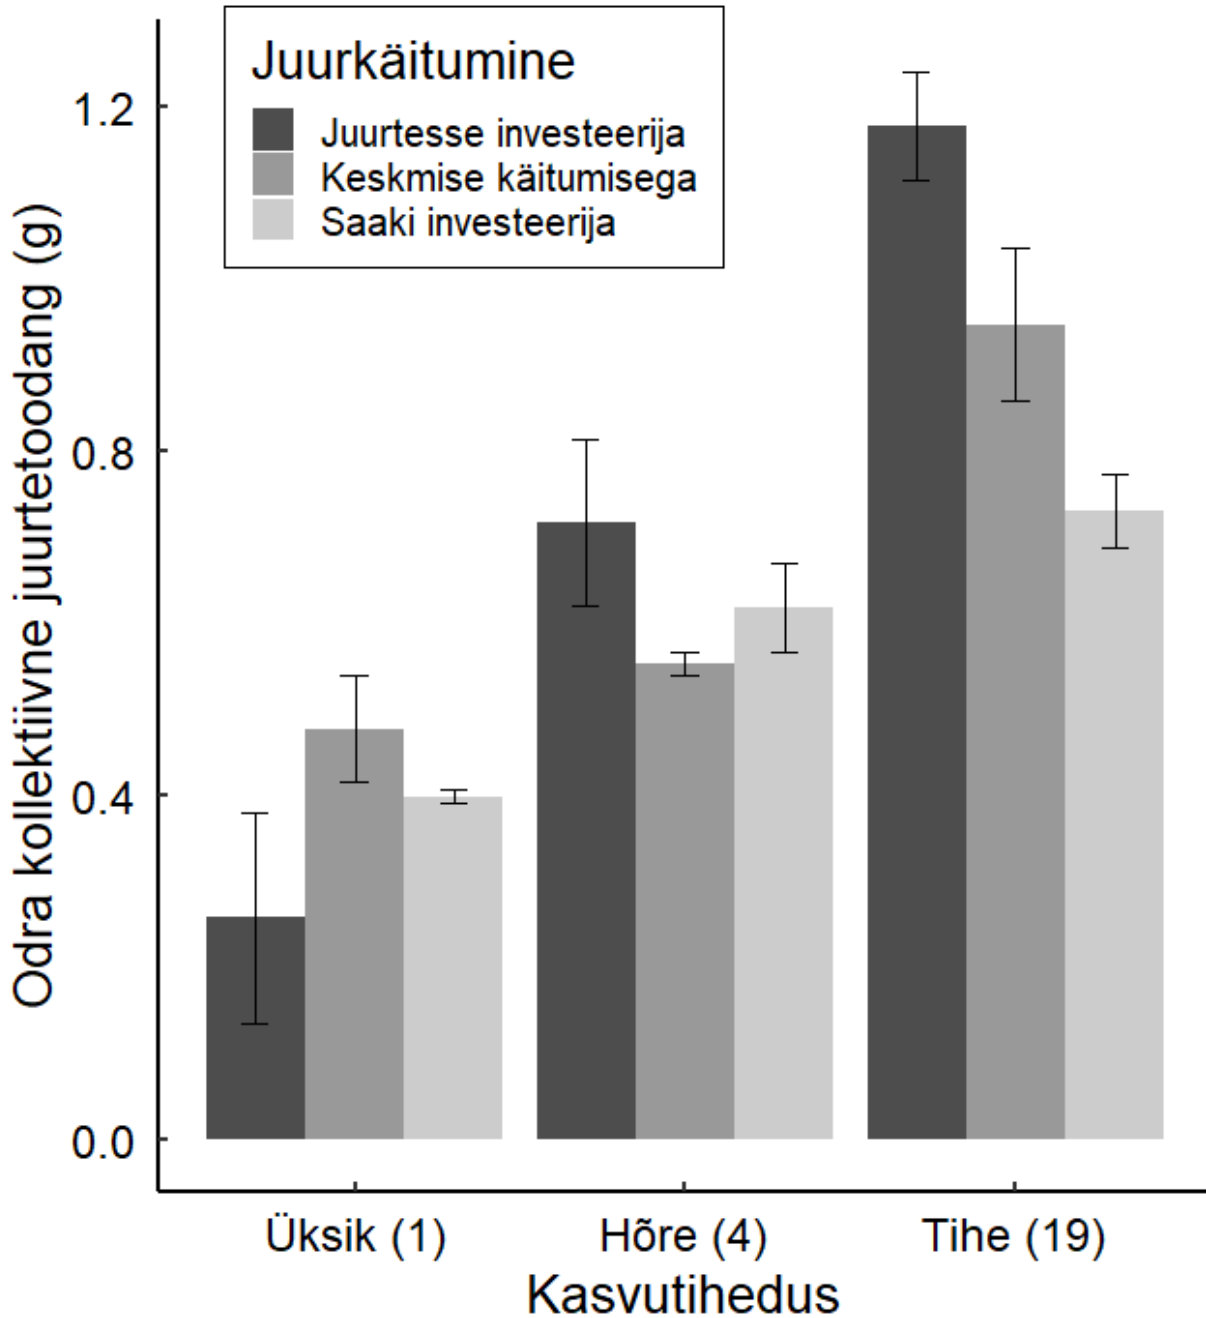 Juurkäitumine
Juurtesse investeerija
Keskmise käitumisega
Saaki investeerija
Odra kollektiivne juurtetoodang (g)
1.2
0.8
0.4
0.0
Üksik (1) Hõre (4) Tihe (19)
Kasvutihedus